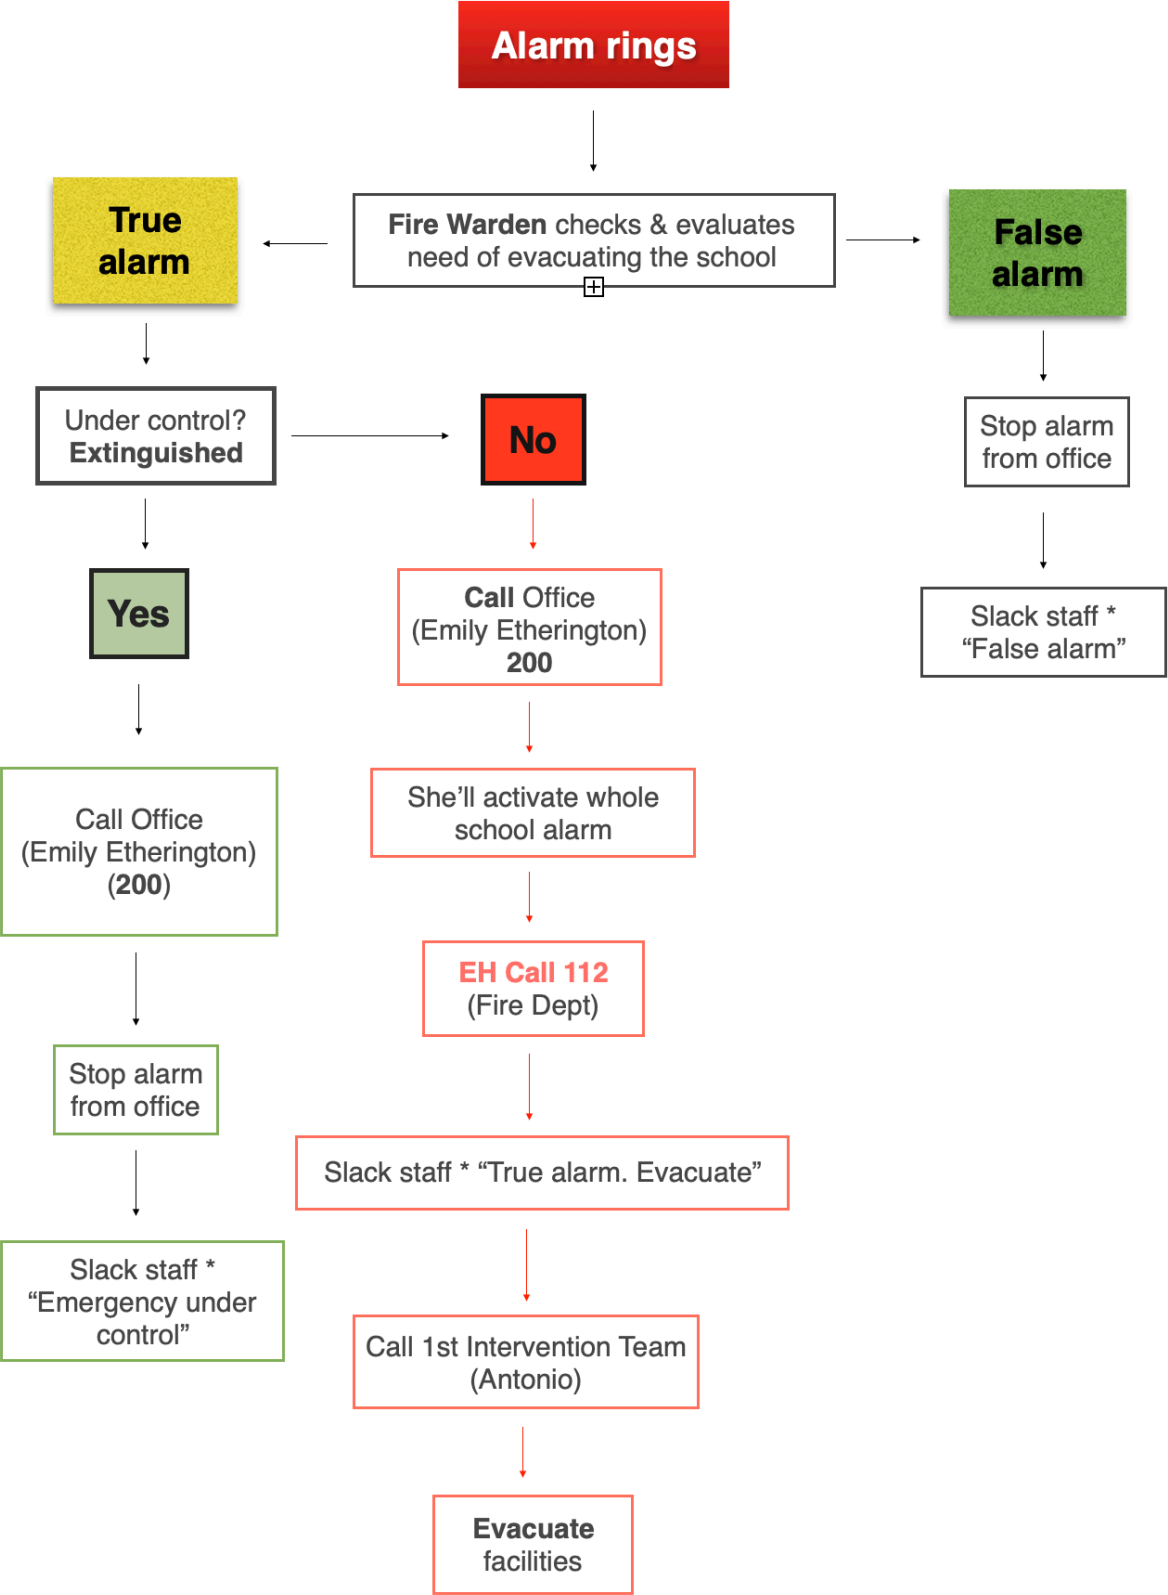 Alarm rings
Fire Warden checks & evaluates
need of evacuating the school
True
alarm
False
alarm
Under control?
Extinguished
No
Stop alarm
from office
Yes
Call Office
(Emily Etherington)
200
Slack staff *
“False alarm”
She’ll activate whole
school alarm
Call Office
(Emily Etherington)
(200)
EH Call 112
(Fire Dept)
Stop alarm
from office
Slack staff * “True alarm. Evacuate”
Slack staff *
“Emergency under
control”
Call 1st Intervention Team
(Antonio)
Evacuate
facilities